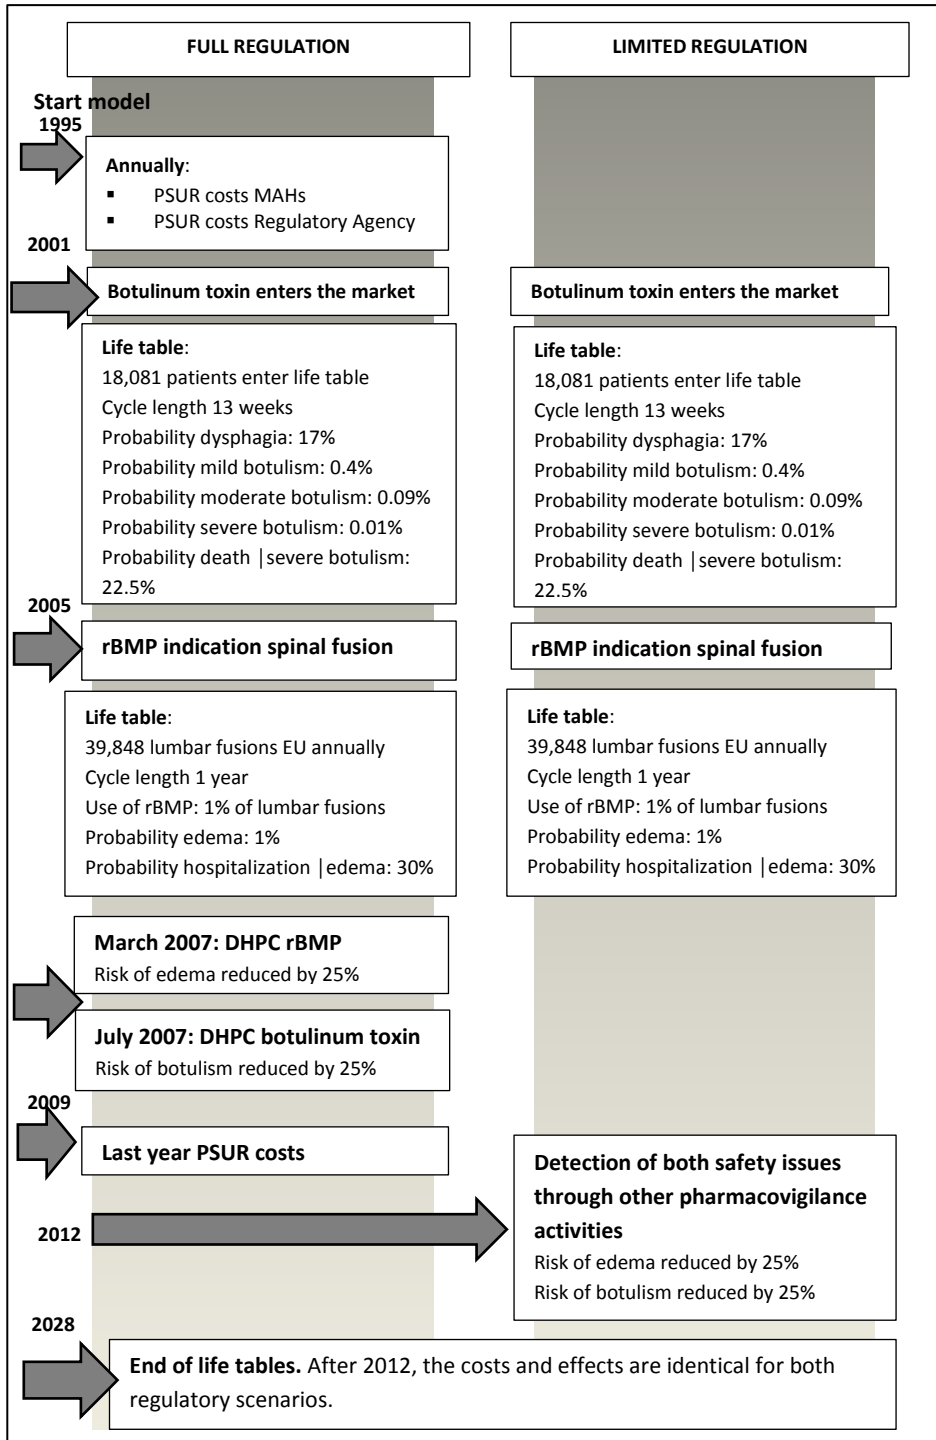 FULL REGULATION
LIMITED REGULATION
Start model
1995
Annually:
▪ PSUR costs MAHs
▪ PSUR costs Regulatory Agency
2001
Botulinum toxin enters the market
Botulinum toxin enters the market
Life table:
18,081 patients enter life table
Cycle length 13 weeks
Probability dysphagia: 17%
Probability mild botulism: 0.4%
Probability moderate botulism: 0.09%
Probability severe botulism: 0.01%
Probability death |severe botulism:
22.5%
Life table:
18,081 patients enter life table
Cycle length 13 weeks
Probability dysphagia: 17%
Probability mild botulism: 0.4%
Probability moderate botulism: 0.09%
Probability severe botulism: 0.01%
Probability death |severe botulism:
22.5%
2005
rBMP indication spinal fusion
rBMP indication spinal fusion
Life table:
39,848 lumbar fusions EU annually
Cycle length 1 year
Use of rBMP: 1% of lumbar fusions
Probability edema: 1%
Probability hospitalization |edema: 30%
Life table:
39,848 lumbar fusions EU annually
Cycle length 1 year
Use of rBMP: 1% of lumbar fusions
Probability edema: 1%
Probability hospitalization |edema: 30%
March 2007: DHPC rBMP
Risk of edema reduced by 25%
July 2007: DHPC botulinum toxin
Risk of botulism reduced by 25%
2009
Last year PSUR costs
2012
Detection of both safety issues
through other pharmacovigilance
activities
Risk of edema reduced by 25%
Risk of botulism reduced by 25%
2028
End of life tables. After 2012, the costs and effects are identical for both
regulatory scenarios.